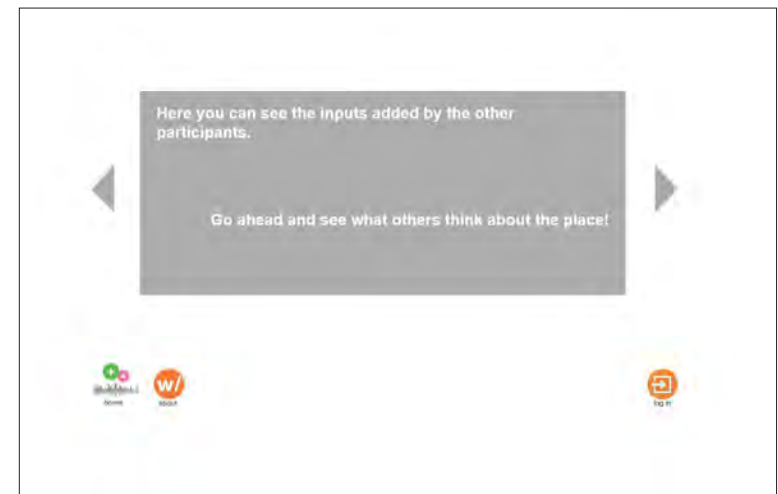 Here you can see the inputs added by the other
participants.
Go ahead and see what others think about the place!
w/
home
about
log in